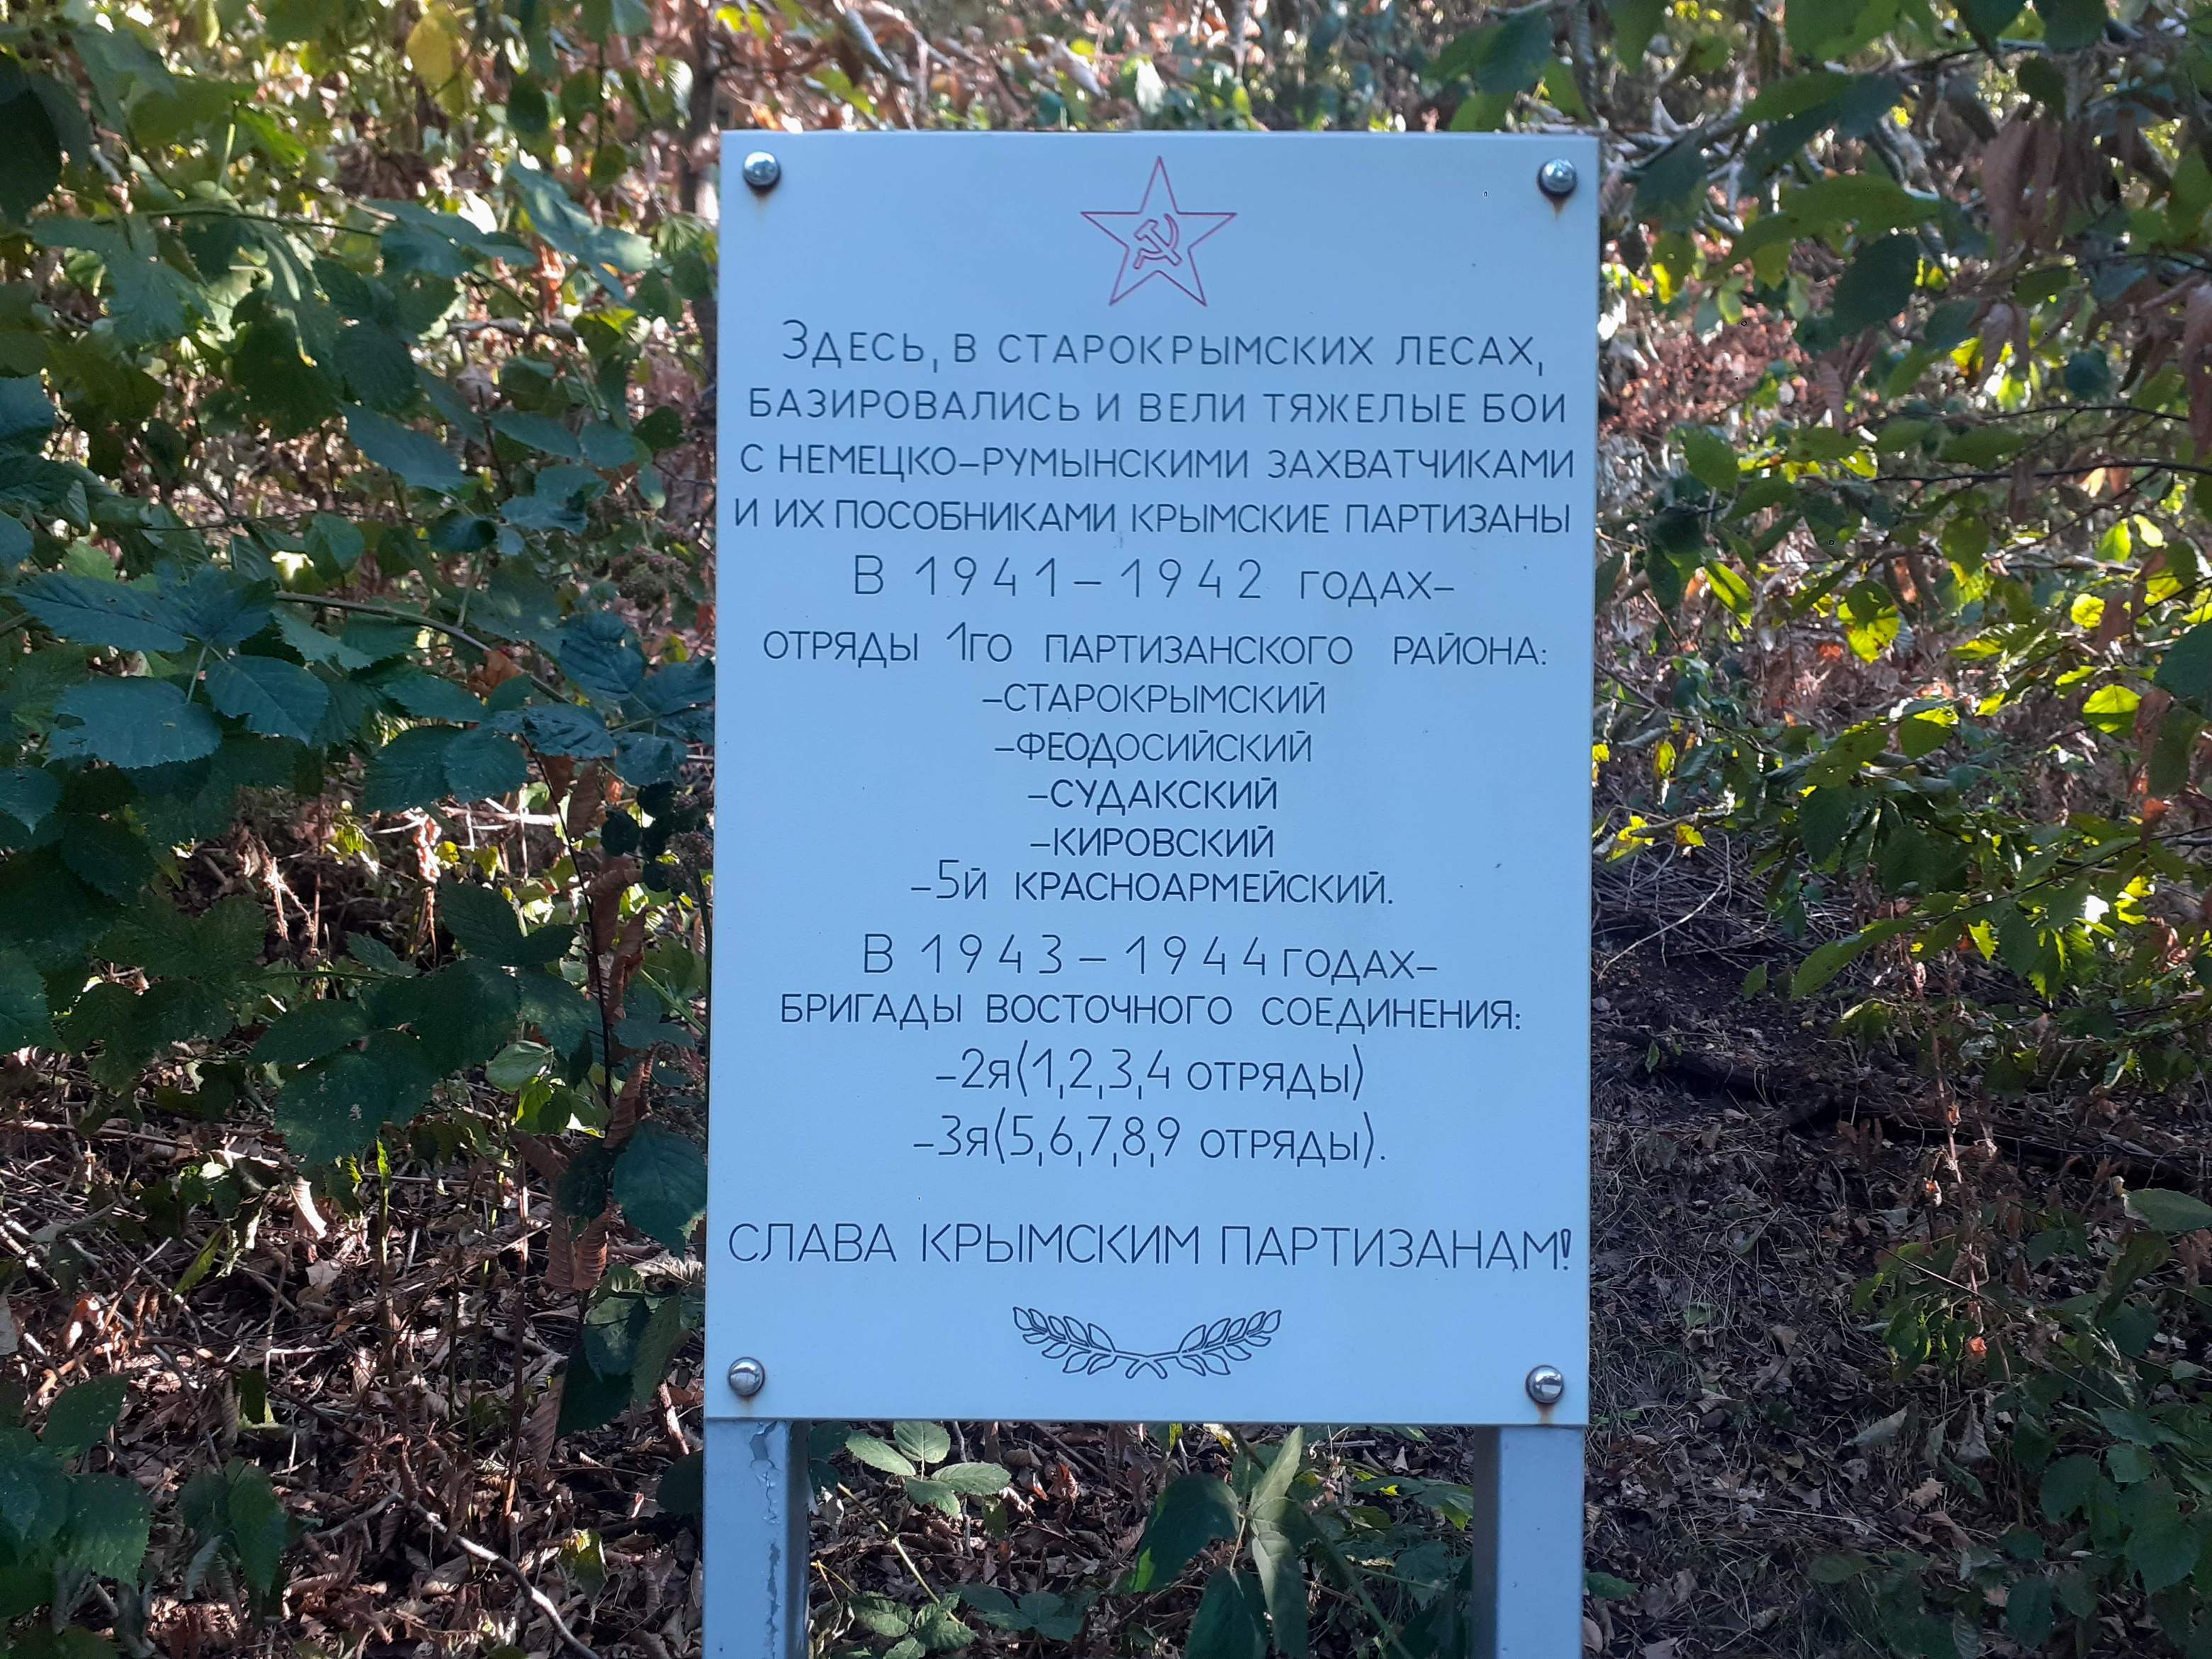 Здесь, в старокрымских лесах,
базировались и вели тяжелые бои
с немецко-румынскими захватчиками
и их пособниками крымские партизаны
В 1941–1942 годах–
отряды 1го партизанского района:
–старокрымский
–феодосийский
–судакский
–кировский
–5й красноармейский.
В 1943–1944 годах–
бригады восточного соединения:
–2я(1,2,3,4 отряды)
–3я(5,6,7,8,9 отряды).
СЛАВА КРЫМСКИМ ПАРТИЗАНАМ!